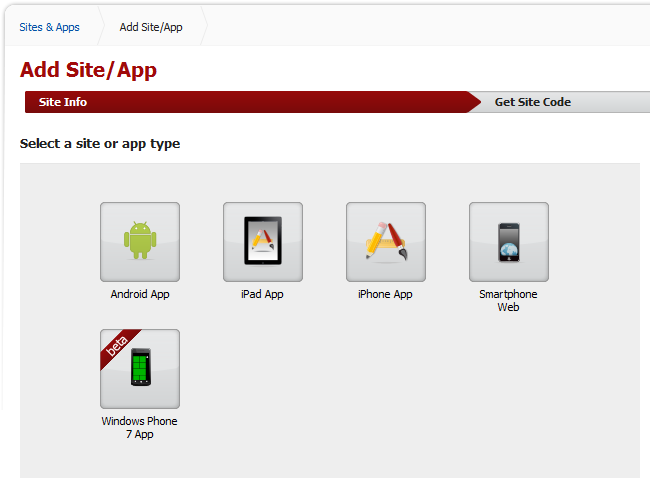 Sites & Apps
Add Site/App
Add Site/App
Site Info
Get Site Code
Select a site or app type
Android App
iPad App
iPhone App
Smartphone
Web
beta
Windows Phone
7 App